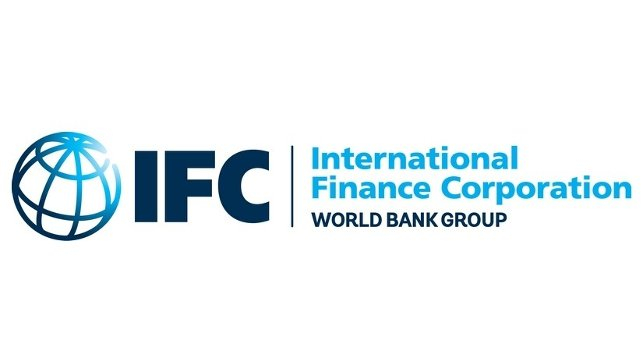 IFC
International
Finance Corporation
WORLD BANK GROUP